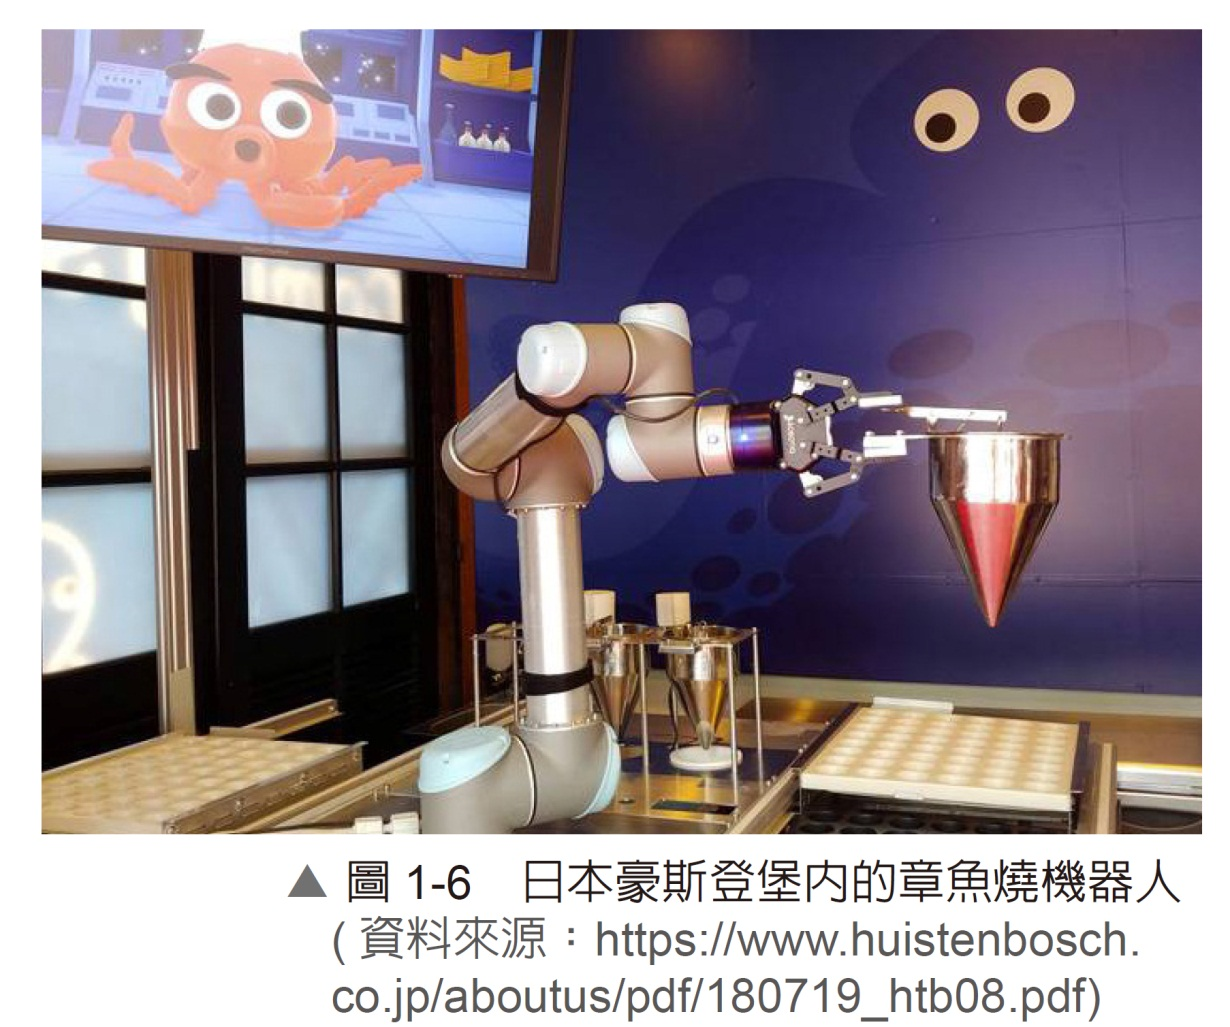 ▲ 圖 1-6 日本豪斯登堡內的章魚燒機器人
( 資料來源：https://www.huistenbosch.
co.jp/aboutus/pdf/180719_htb08.pdf)